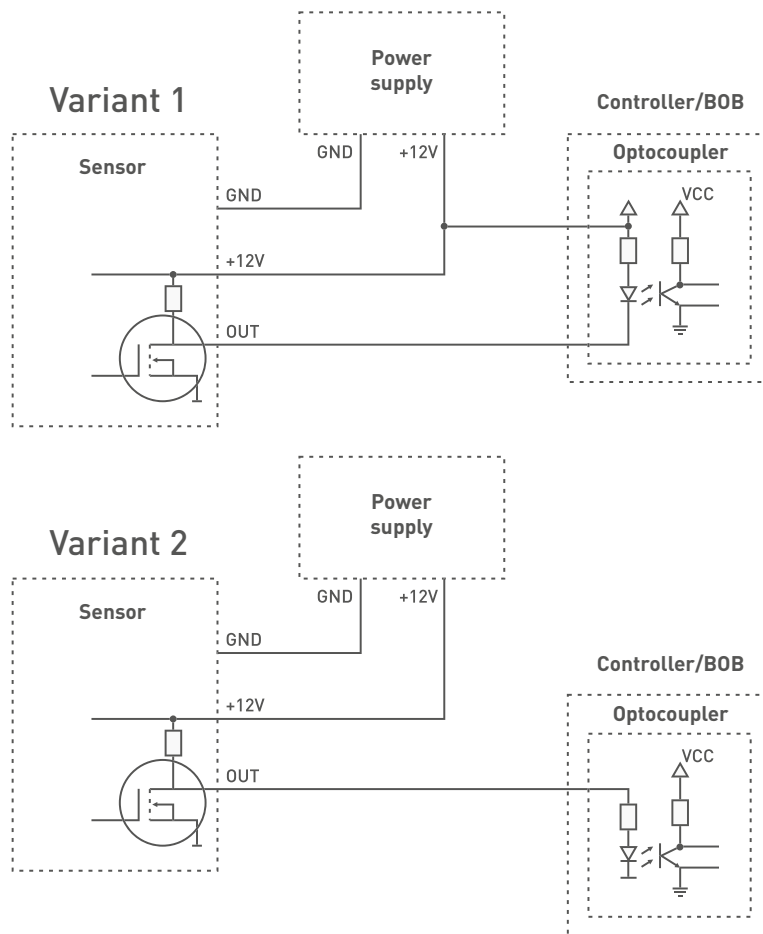 Power
supply
Variant 1
Controller/BOB
Sensor
GND
+12V
Optocoupler
GND
VCC
+12V
OUT
Power
supply
Variant 2
Sensor
GND
+12V
GND
Controller/BOB
+12V
Optocoupler
VCC
OUT